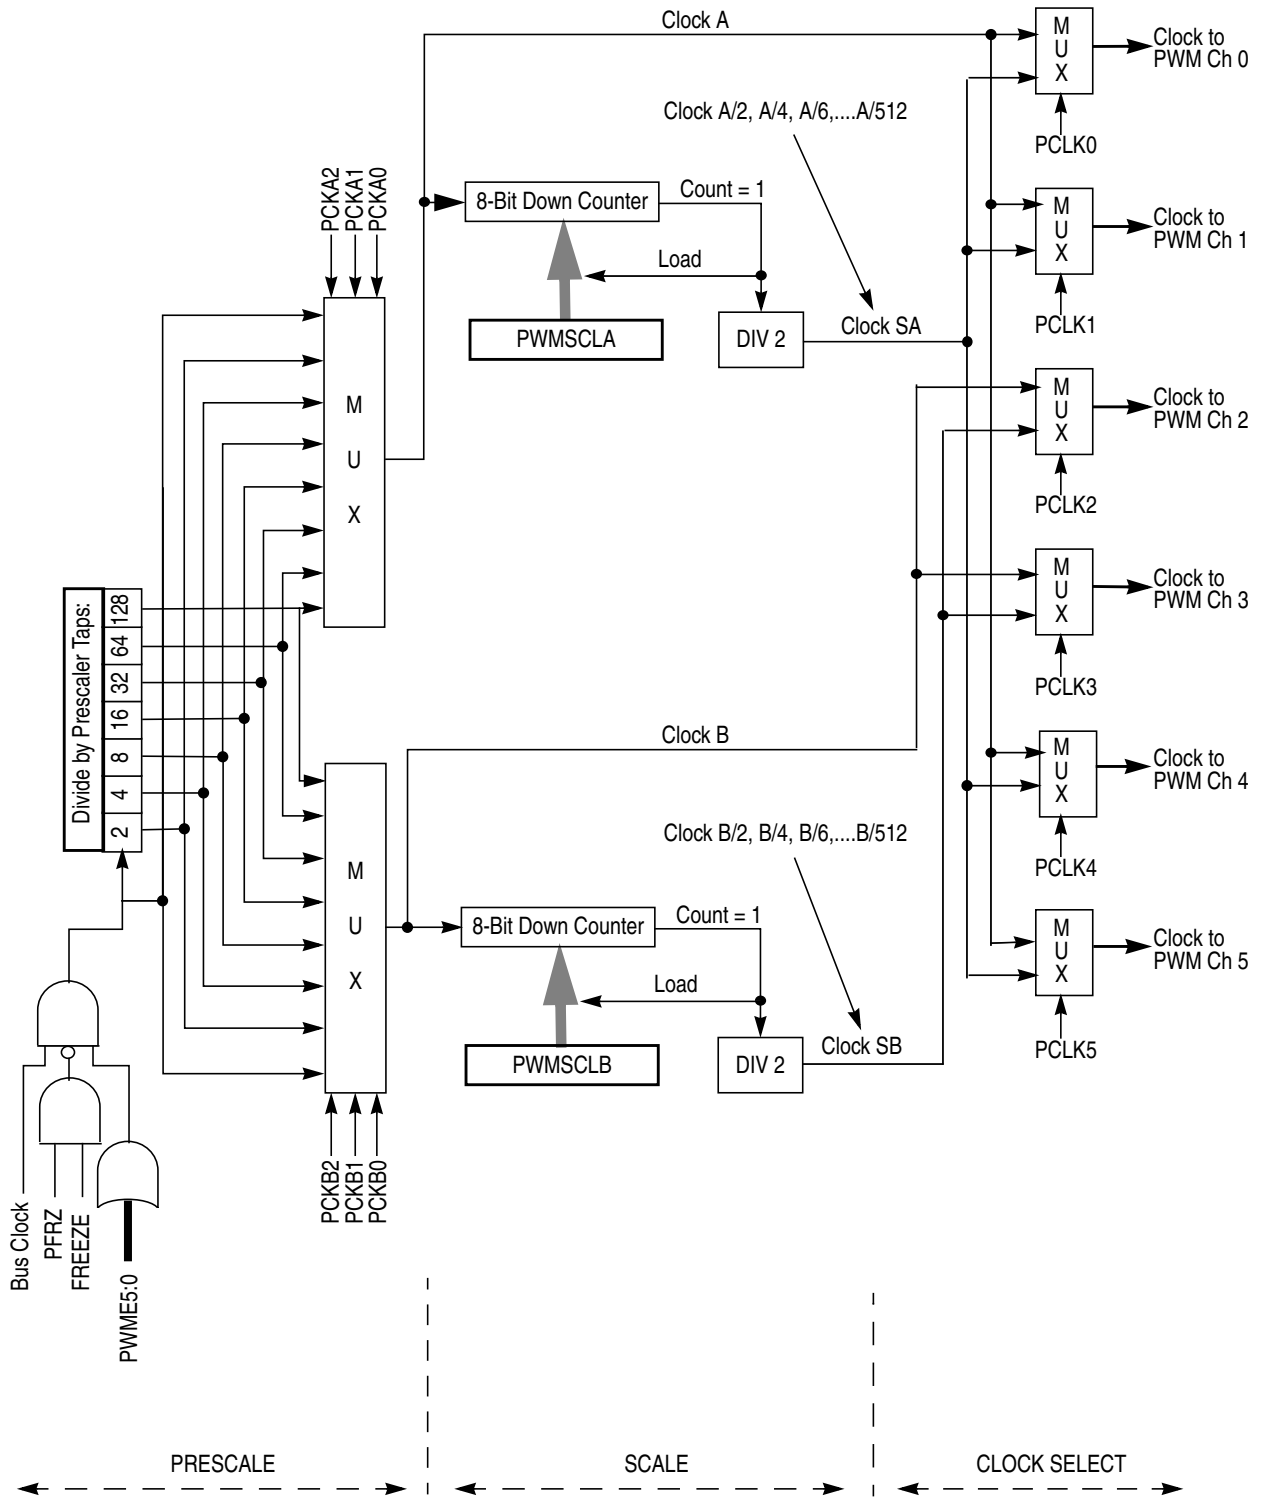 Clock A
M
U
X
Clock to
PWM Ch 0
PCLK0
Clock A/2, A/4, A/6,....A/512
PCKA2
PCKA1
PCKA0
8-Bit Down Counter
Count = 1
Load
PWMSCLA
DIV 2
Clock SA
M
U
X
Clock to
PWM Ch 1
PCLK1
M
U
X
M
U
X
Clock to
PWM Ch 2
PCLK2
M
U
X
Clock to
PWM Ch 3
PCLK3
Divide by Prescaler Taps:
128
64
32
16
8
4
2
Clock B
M
U
X
Clock to
PWM Ch 4
PCLK4
Clock B/2, B/4, B/6,....B/512
M
U
X
8-Bit Down Counter
Count = 1
Load
PWMSCLB
DIV 2
Clock SB
M
U
X
Clock to
PWM Ch 5
PCLK5
PCKB2
PCKB1
PCKB0
Bus Clock
PFRZ
FREEZE
PWME5:0
PRESCALE
SCALE
CLOCK SELECT